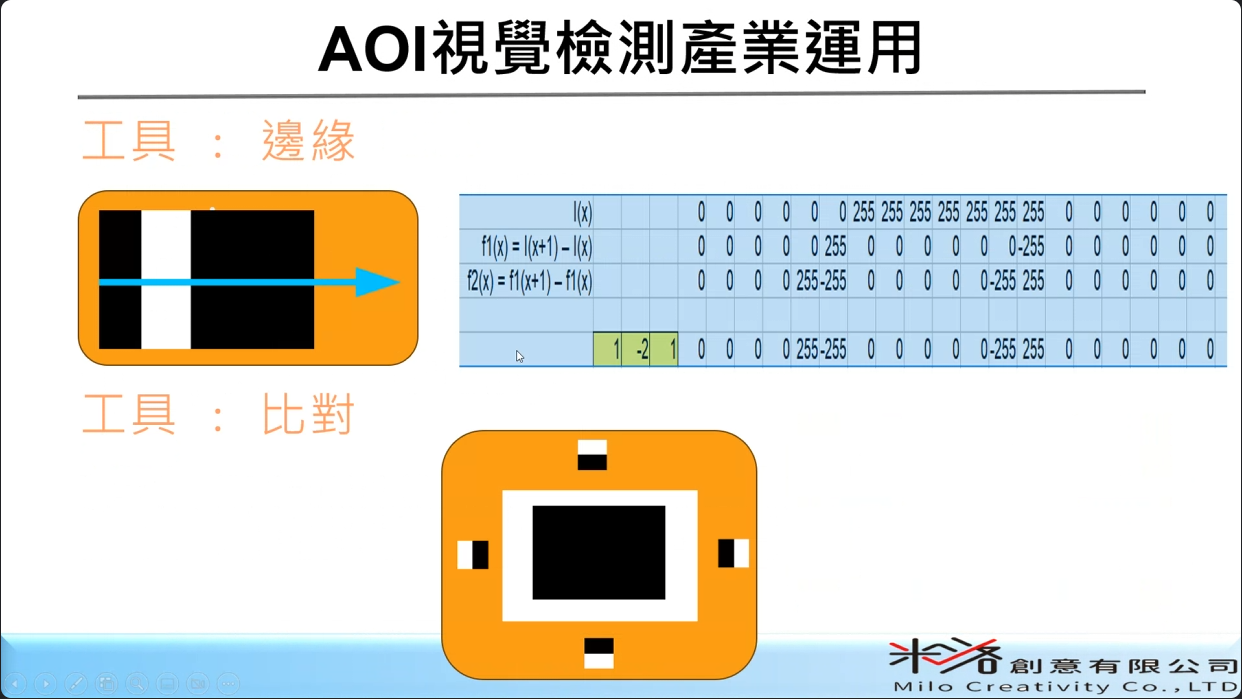 AOI視覺檢測產業運用
工具 : 邊緣
I(x) 0 0 0 0 0 0 255 255 255 255 255 255 255 0 0 0 0 0 0
f1(x) = I(x+1) – I(x) 0 0 0 0 0 255 0 0 0 0 0 0 -255 0 0 0 0 0 0
f2(x) = f1(x+1) – f1(x) 0 0 0 0 255 -255 0 0 0 0 0 -255 255 0 0 0 0 0 0
1 -2 1 0 0 0 0 255 -255 0 0 0 0 0 -255 255 0 0 0 0 0 0
工具 : 比對
米洛創意有限公司
Milo Creativity Co.,LTD